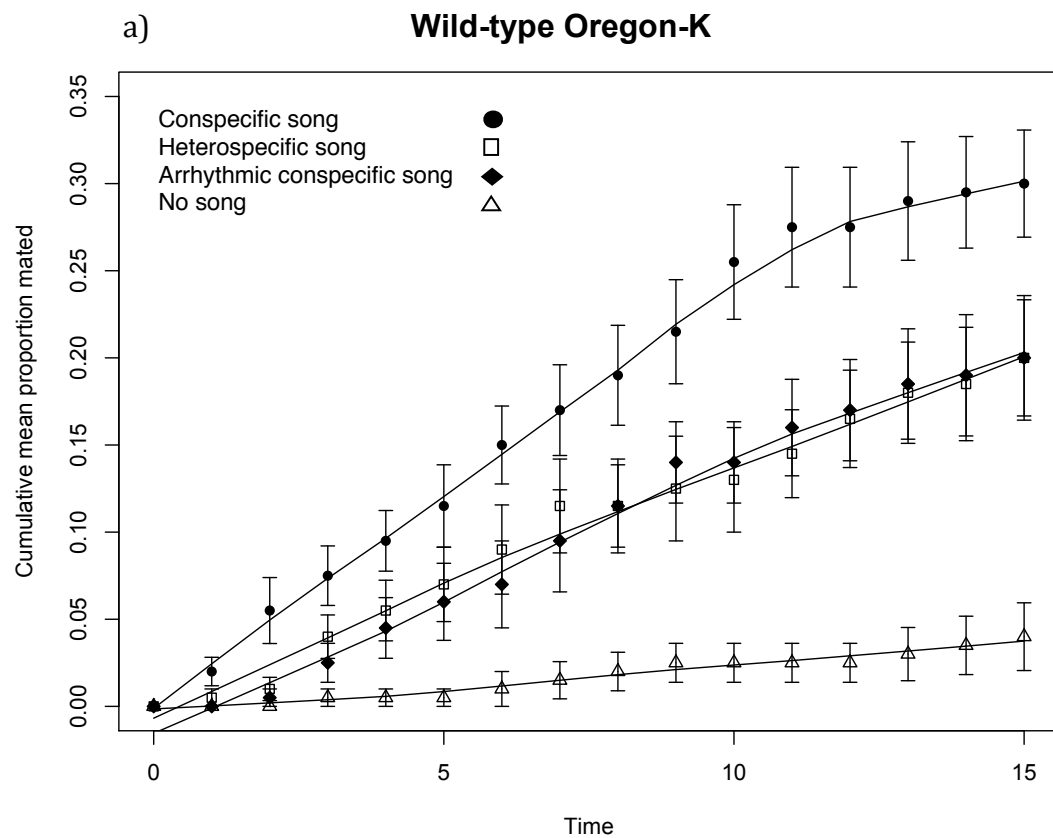 a)
Wild-type Oregon-K
Conspecific song
Heterospecific song
Arrhythmic conspecific song
No song
Cumulative mean proportion mated
0.35
0.30
0.25
0.20
0.15
0.10
0.05
0.00
0 5 10 15
Time